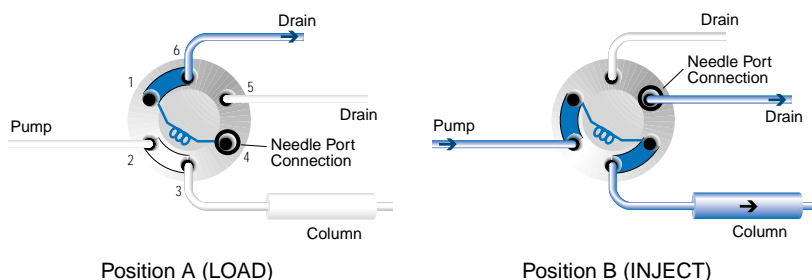 Drain
6
1
5
Drain
Pump
Needle Port
Connection
4
2
3
Column
Position A (LOAD)
Drain
Needle Port
Connection
Drain
Pump
Column
Position B (INJECT)